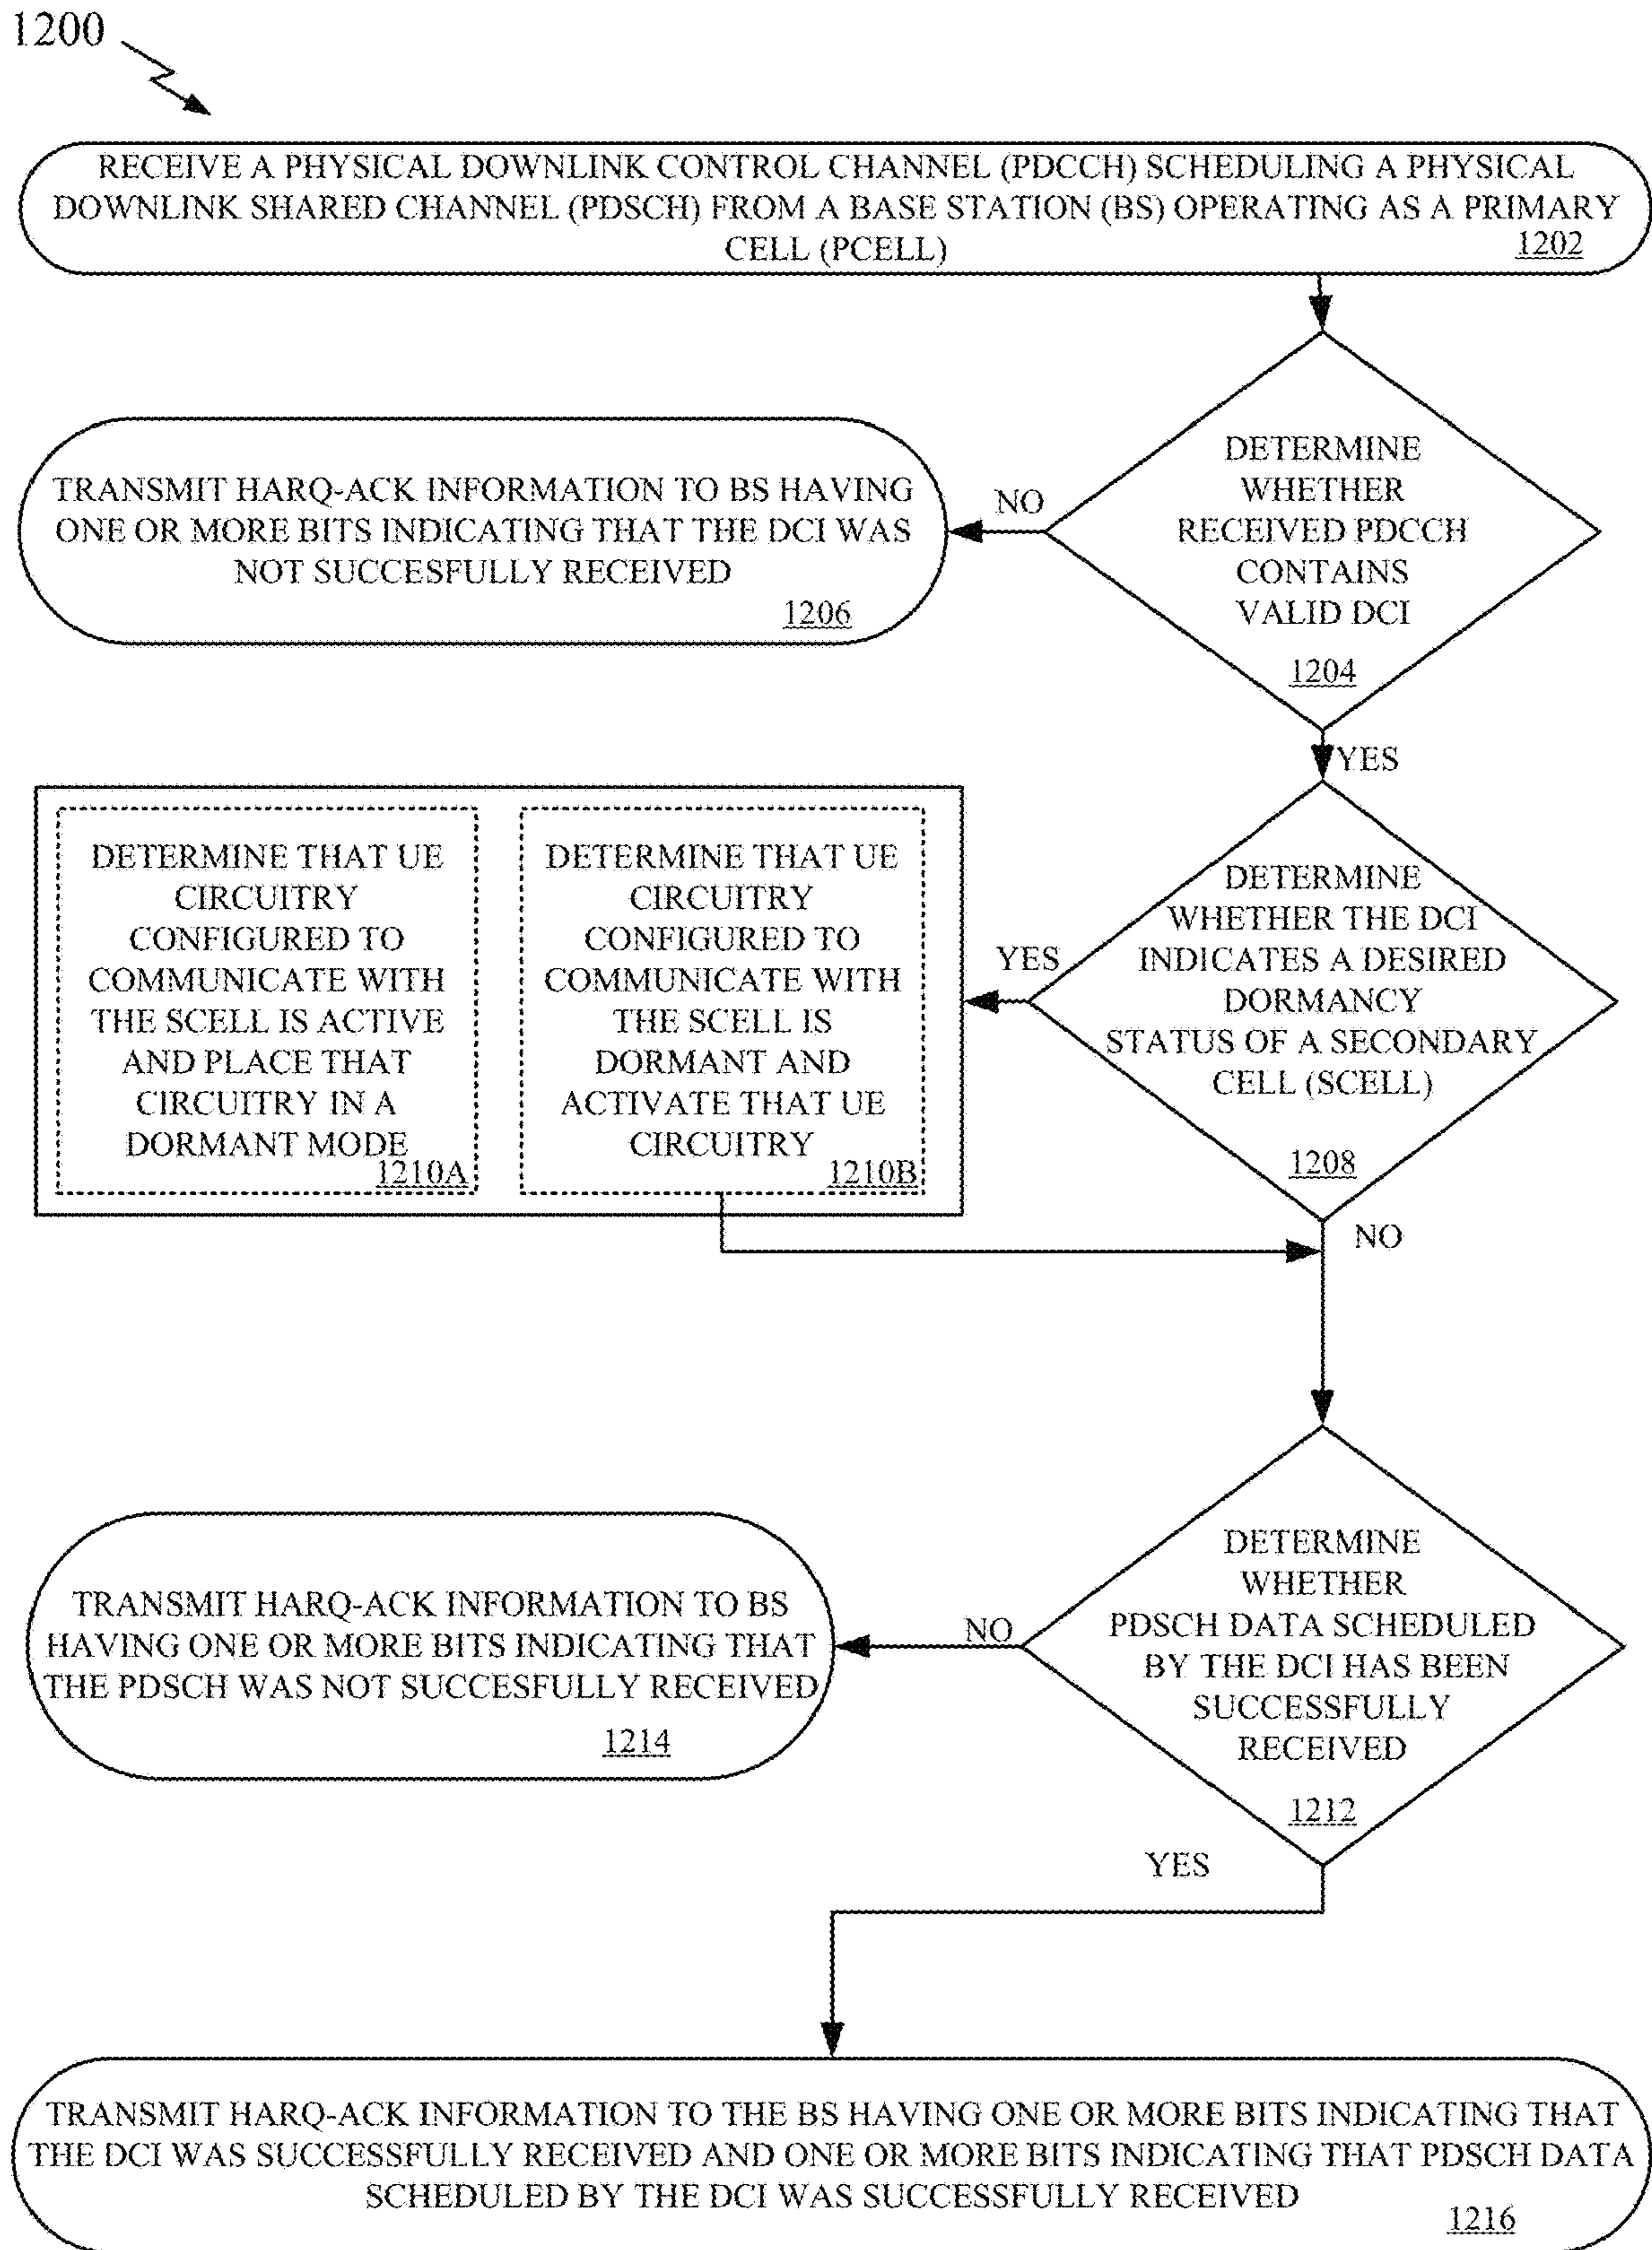 1200
RECEIVE A PHYSICAL DOWNLINK CONTROL CHANNEL (PDCCH) SCHEDULING A PHYSICAL
DOWNLINK SHARED CHANNEL (PDSCH) FROM A BASE STATION (BS) OPERATING AS A PRIMARY
CELL (PCELL)
1202
DETERMINE
WHETHER
RECEIVED PDCCH
CONTAINS
VALID DCI
1204
NO
TRANSMIT HARQ-ACK INFORMATION TO BS HAVING
ONE OR MORE BITS INDICATING THAT THE DCI WAS
NOT SUCCESFULLY RECEIVED
1206
YES
DETERMINE
WHETHER THE DCI
INDICATES A DESIRED
DORMANCY
STATUS OF A SECONDARY
CELL (SCELL)
1208
YES
DETERMINE THAT UE
CIRCUITRY
CONFIGURED TO
COMMUNICATE WITH
THE SCELL IS ACTIVE
AND PLACE THAT
CIRCUITRY IN A
DORMANT MODE
1210A
DETERMINE THAT UE
CIRCUITRY
CONFIGURED TO
COMMUNICATE WITH
THE SCELL IS
DORMANT AND
ACTIVATE THAT UE
CIRCUITRY
1210B
NO
DETERMINE
WHETHER
PDSCH DATA SCHEDULED
BY THE DCI HAS BEEN
SUCCESSFULLY
RECEIVED
1212
NO
TRANSMIT HARQ-ACK INFORMATION TO BS
HAVING ONE OR MORE BITS INDICATING THAT
THE PDSCH WAS NOT SUCCESFULLY RECEIVED
1214
YES
TRANSMIT HARQ-ACK INFORMATION TO THE BS HAVING ONE OR MORE BITS INDICATING THAT
THE DCI WAS SUCCESSFULLY RECEIVED AND ONE OR MORE BITS INDICATING THAT PDSCH DATA
SCHEDULED BY THE DCI WAS SUCCESSFULLY RECEIVED
1216